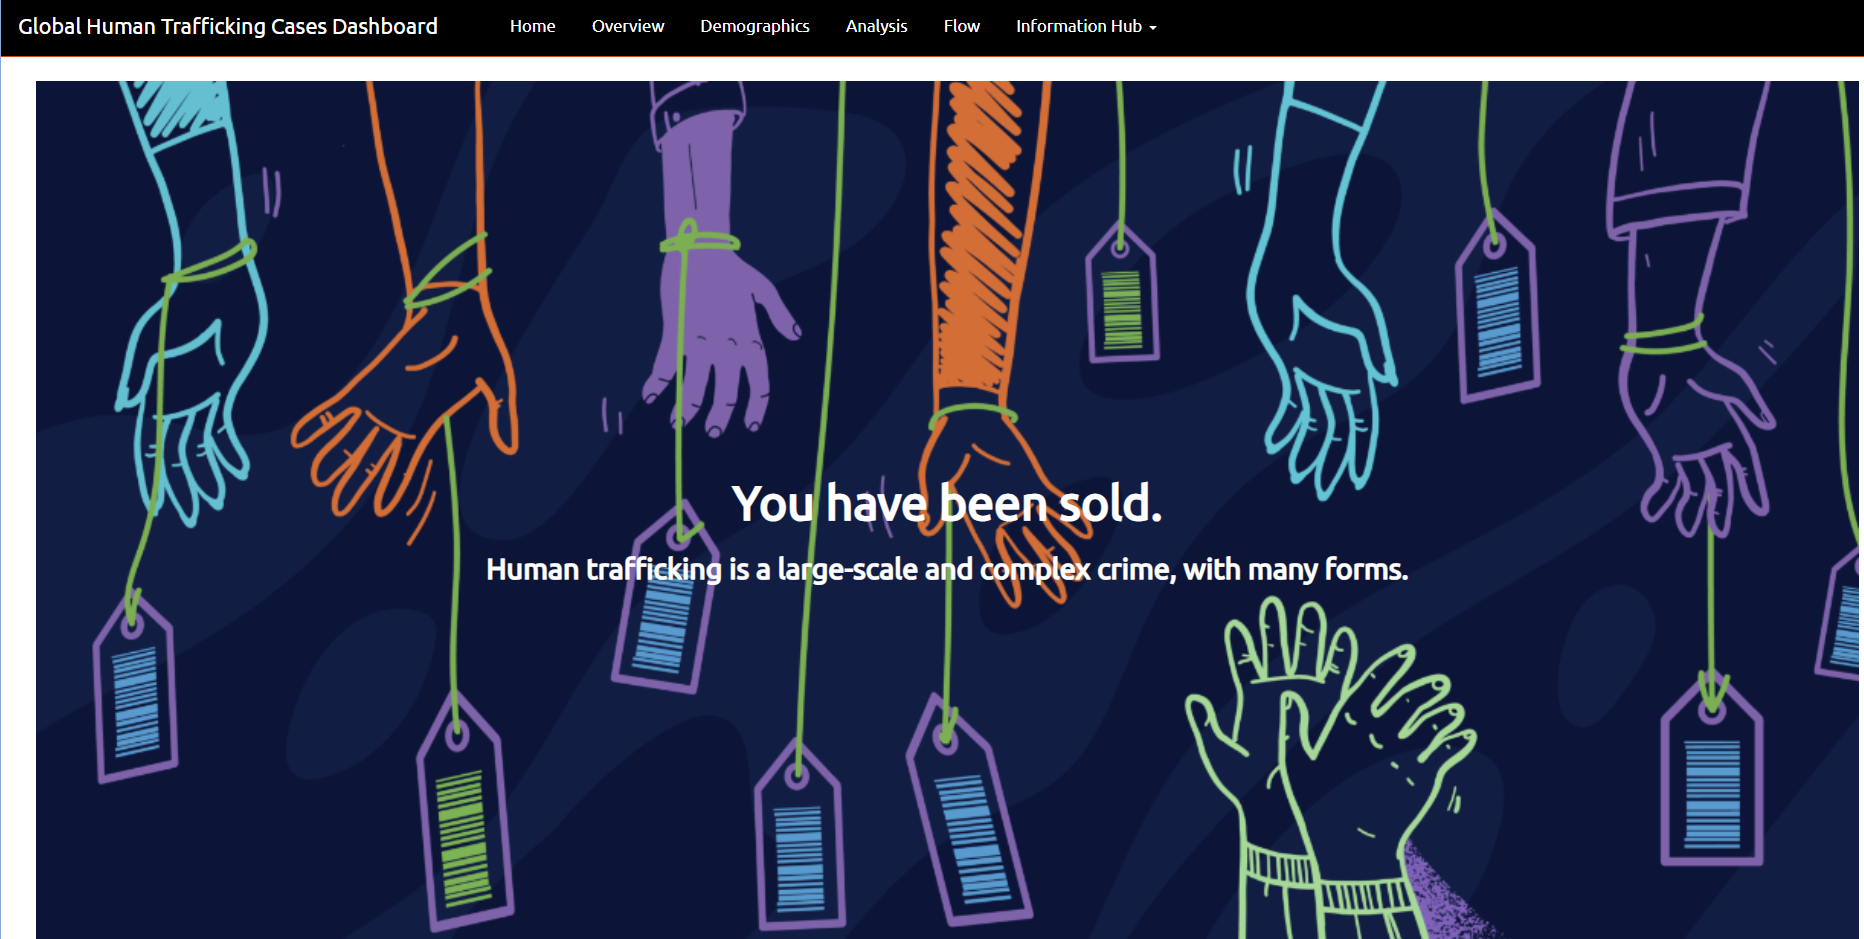 Global Human Trafficking Cases Dashboard Home Overview Demographics Analysis Flow Information Hub
You have been sold.
Human trafficking is a large-scale and complex crime, with many forms.